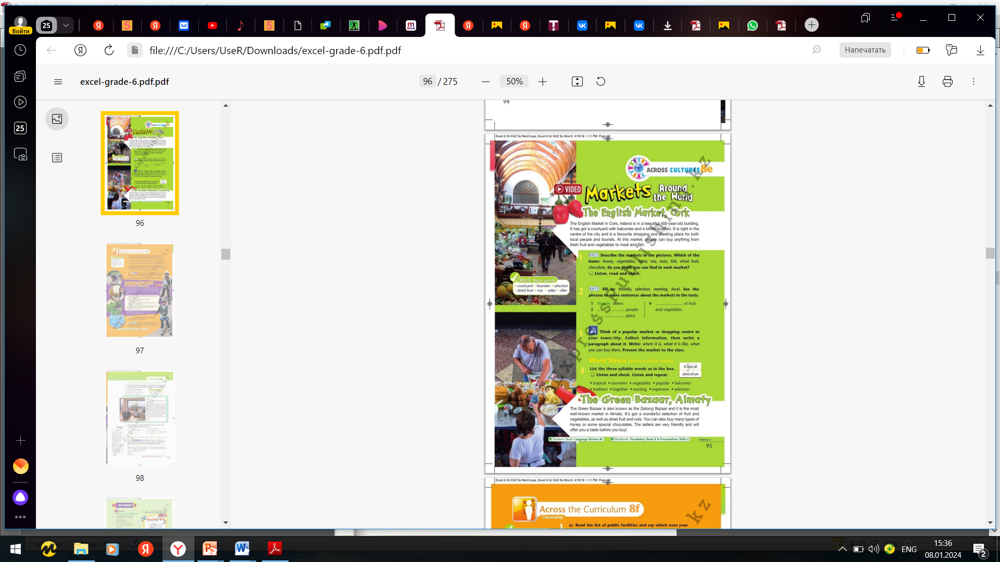 Войти
25
file:///C:/Users/UseR/Downloads/excel-grade-6.pdf.pdf
Напечатать
excel-grade-6.pdf.pdf
96 / 275
50%
25
96
97
98
94
Excel 6 Gr KAZ Ss Mod 8.qxp_Excel 6 Gr KAZ Ss Mod 8 4/19/18 1:11 PM Page 95
ACROSS CULTURES 8e
VIDEO
Markets Around the World
The English Market, Cork
The English Market in Cork, Ireland is in a beautiful 400-year-old building.
It has got a courtyard with balconies and a lovely fountain. It is right in the
centre of the city and is a favourite shopping and meeting place for both
local people and tourists. At this market, people can buy anything from
fresh fruit and vegetables to meat and fish.
1 6.4.7.1 Describe the markets in the pictures. Which of the
items: honey, vegetables, meat, tea, nuts, fish, dried fruit,
chocolate, do you think you can find in each market?
Listen, read and check.
Check these words
• courtyard • fountain • selection
• dried fruit • nut • seller • offer
2 6.6.1.1 Fill in: friendly, selection, meeting, local. Use the
phrases to make sentences about the markets in the texts.
1 friendly sellers
2 ........................ people
3 ........................ place
4 ........................ of fruit
and vegetables
3 Think of a popular market or shopping centre in
your town/city. Collect information, then write a
paragraph about it. Write: where it is, what it is like, what
you can buy there. Present the market to the class.
Word Stress (three-syllable words)
4 List the three-syllable words as in the box.
Listen and check. Listen and repeat.
tropical
selection
• tropical • souvenirs • vegetables • popular • balconies
• tradition • together • exciting • expensive • selection
The Green Bazaar, Almaty
The Green Bazaar is also known as the Zelionyj Bazaar and it is the most
well-known market in Almaty. It's got a wonderful selection of fruit and
vegetables, as well as dried fruit and nuts. You can also buy many types of
honey or some special chocolates. The sellers are very friendly and will
offer you a taste before you buy!
Student's Book: Language Review 8e
Workbook: Vocabulary Bank 8 & Presentation Skills 6
MODULE 8
95
Excel 6 Gr KAZ Ss Mod 8.qxp_Excel 6 Gr KAZ Ss Mod 8 4/19/18 1:11 PM Page 96
Across the Curriculum 8f
Citizenship
1 a) Read the list of public facilities and say which ones your
ENG
15:36
08.01.2024
2